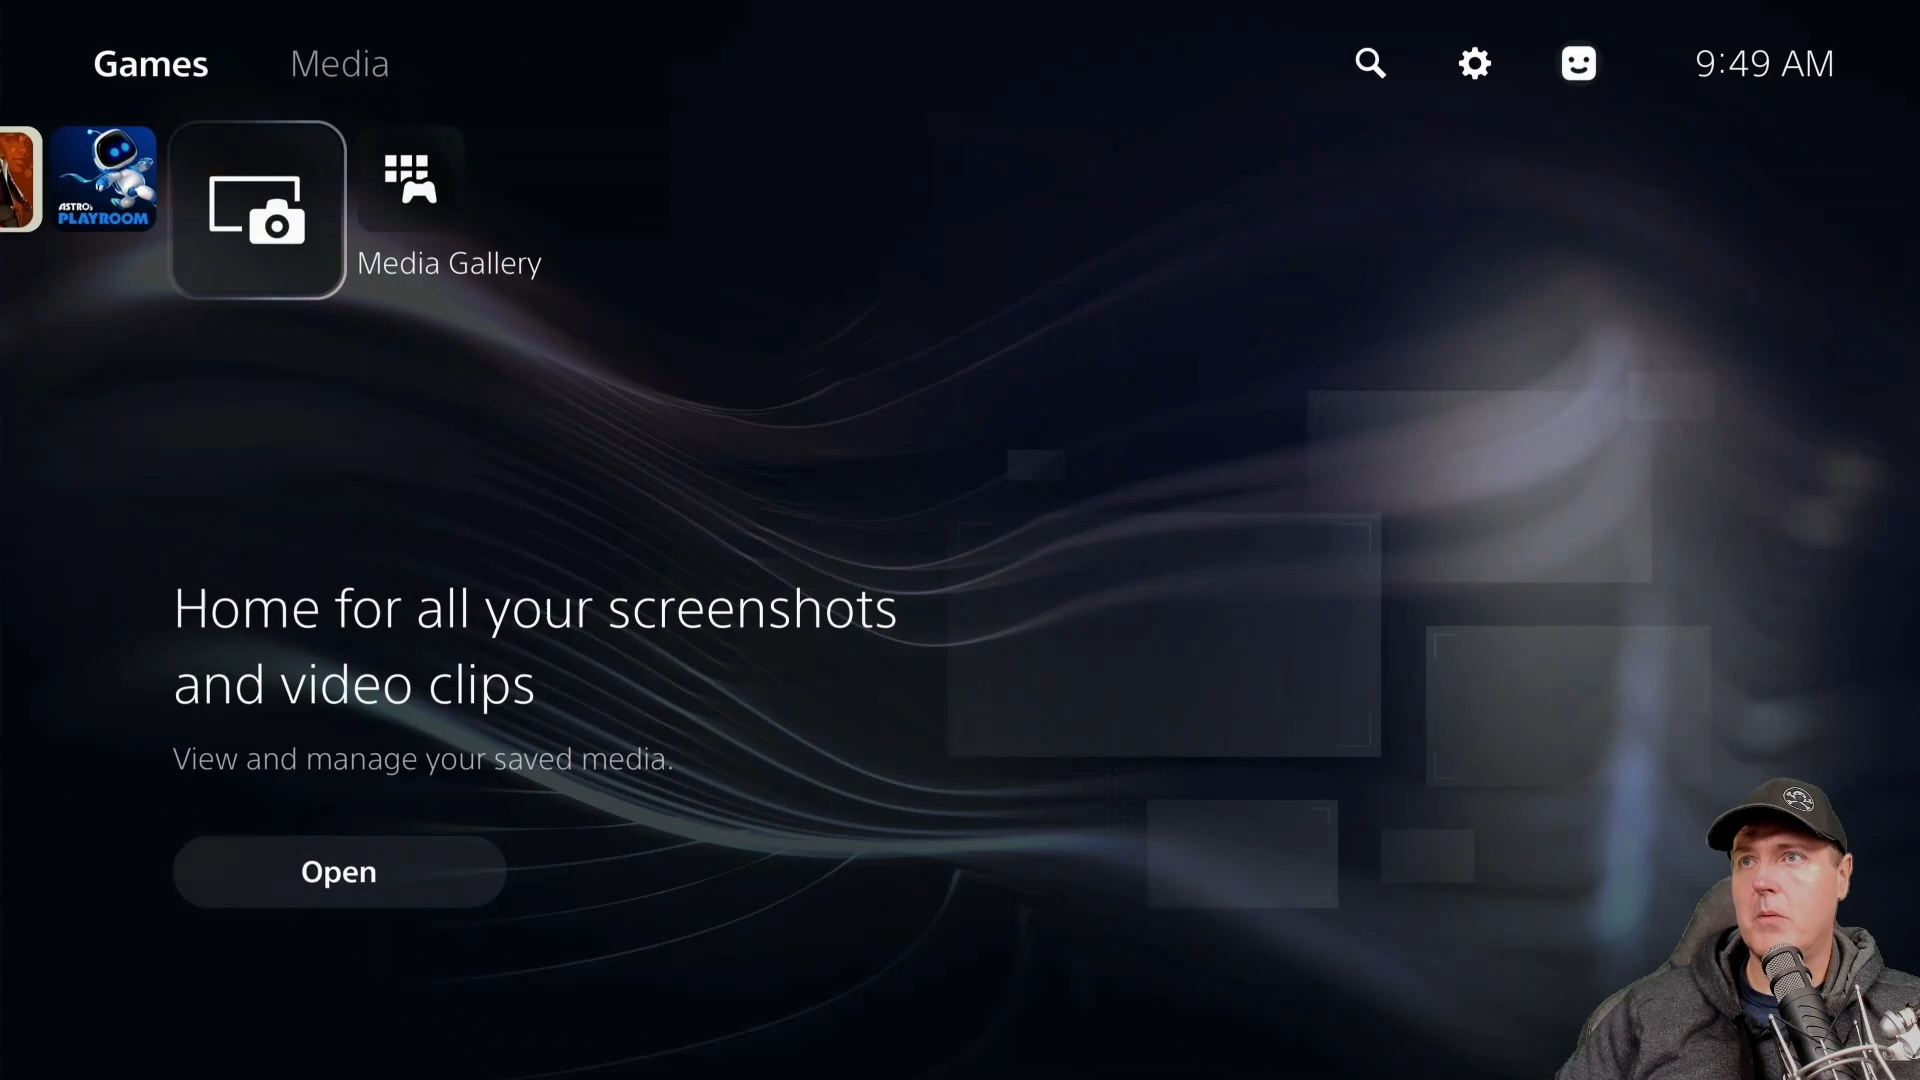 Games
Media
9:49 AM
ASTRO's
PLAYROOM
Media Gallery
Home for all your screenshots
and video clips
View and manage your saved media.
Open